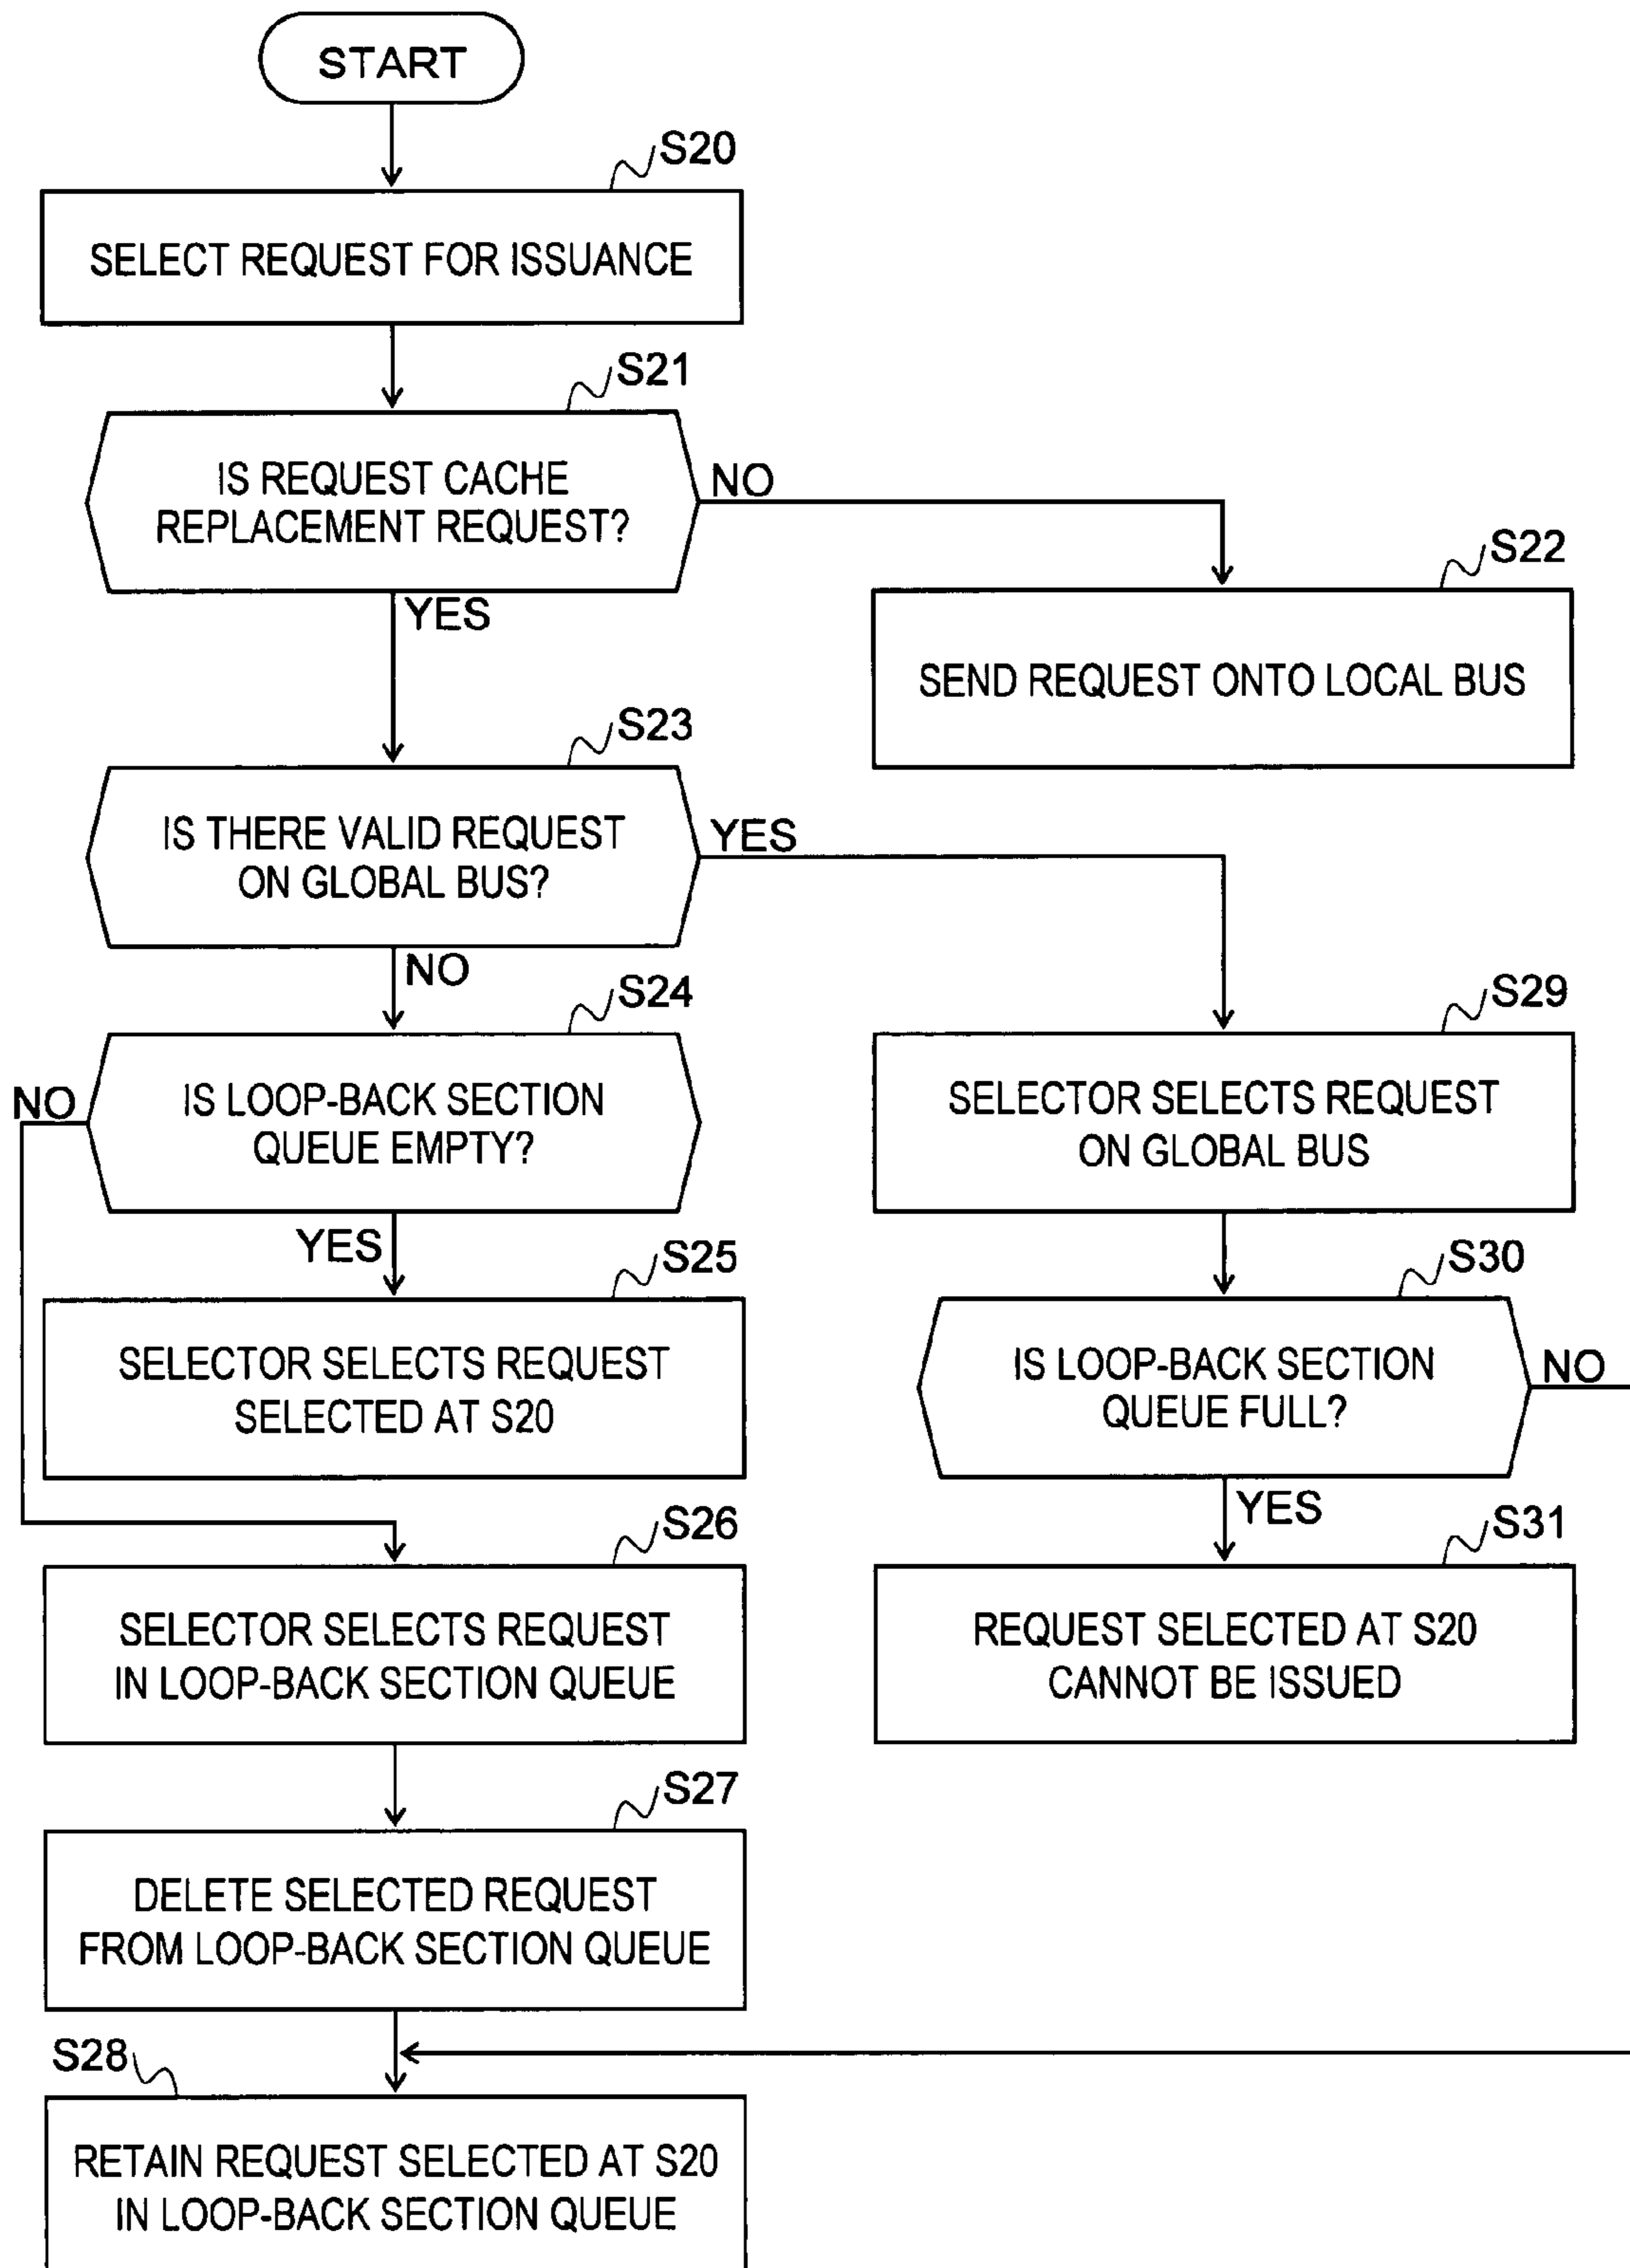 START
S20
SELECT REQUEST FOR ISSUANCE
S21
IS REQUEST CACHE
REPLACEMENT REQUEST?
NO
YES
S22
SEND REQUEST ONTO LOCAL BUS
S23
IS THERE VALID REQUEST
ON GLOBAL BUS?
YES
NO
S24
IS LOOP-BACK SECTION
QUEUE EMPTY?
NO
YES
S25
SELECTOR SELECTS REQUEST
SELECTED AT S20
S26
SELECTOR SELECTS REQUEST
IN LOOP-BACK SECTION QUEUE
S27
DELETE SELECTED REQUEST
FROM LOOP-BACK SECTION QUEUE
S28
RETAIN REQUEST SELECTED AT S20
IN LOOP-BACK SECTION QUEUE
S29
SELECTOR SELECTS REQUEST
ON GLOBAL BUS
S30
IS LOOP-BACK SECTION
QUEUE FULL?
NO
YES
S31
REQUEST SELECTED AT S20
CANNOT BE ISSUED